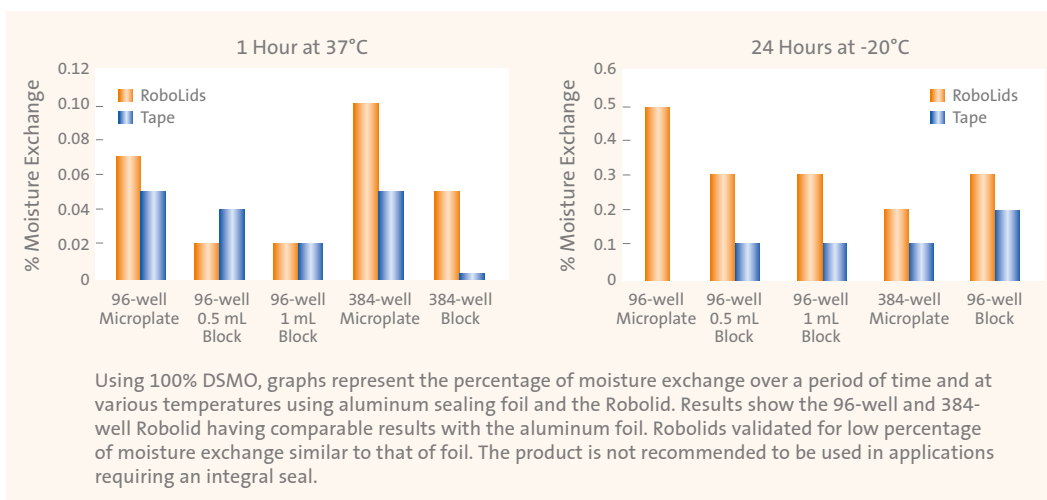 1 Hour at 37°C
% Moisture Exchange
0.12
0.10
0.08
0.06
0.04
0.02
0
RoboLids
Tape
96-well
Microplate
96-well
0.5 mL
Block
96-well
1 mL
Block
384-well
Microplate
384-well
Block
24 Hours at -20°C
% Moisture Exchange
0.6
0.5
0.4
0.3
0.2
0.1
0
RoboLids
Tape
96-well
Microplate
96-well
0.5 mL
Block
96-well
1 mL
Block
384-well
Microplate
96-well
Block
Using 100% DSMO, graphs represent the percentage of moisture exchange over a period of time and at
various temperatures using aluminum sealing foil and the Robolid. Results show the 96-well and 384-
well Robolid having comparable results with the aluminum foil. Robolids validated for low percentage
of moisture exchange similar to that of foil. The product is not recommended to be used in applications
requiring an integral seal.